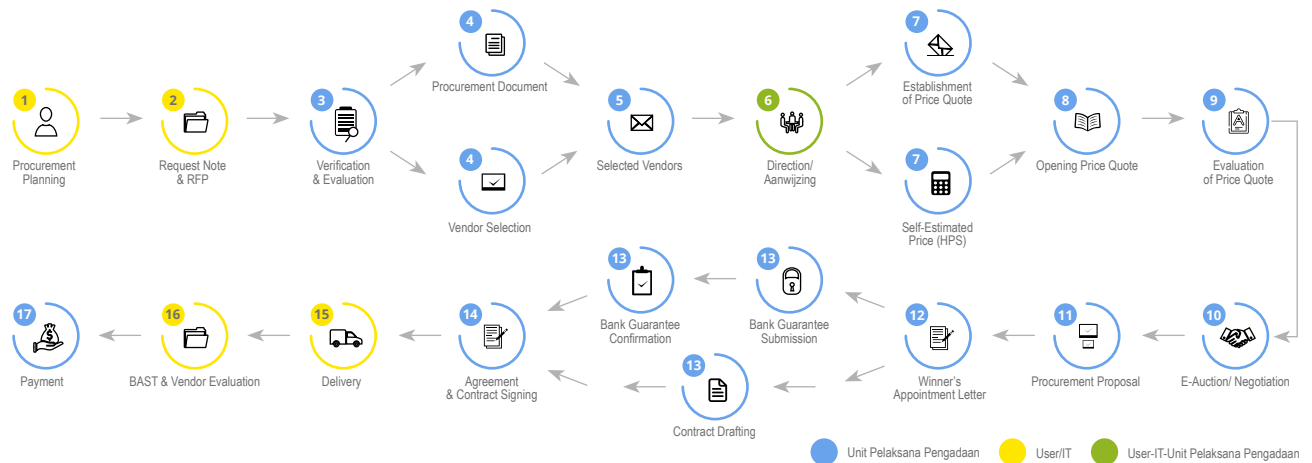 1
Procurement
Planning
2
Request Note
& RFP
3
Verification
& Evaluation
4
Procurement Document
4
Vendor Selection
5
Selected Vendors
6
Direction/
Aanwijzing
7
Establishment
of Price Quote
7
Self-Estimated
Price (HPS)
8
Opening Price Quote
9
Evaluation
of Price Quote
10
E-Auction/ Negotiation
11
Procurement Proposal
12
Winner's
Appointment Letter
13
Bank Guarantee
Submission
13
Bank Guarantee
Confirmation
13
Contract Drafting
14
Agreement
& Contract Signing
15
Delivery
16
BAST & Vendor Evaluation
17
$
Payment
Unit Pelaksana Pengadaan
User/IT
User-IT-Unit Pelaksana Pengadaan